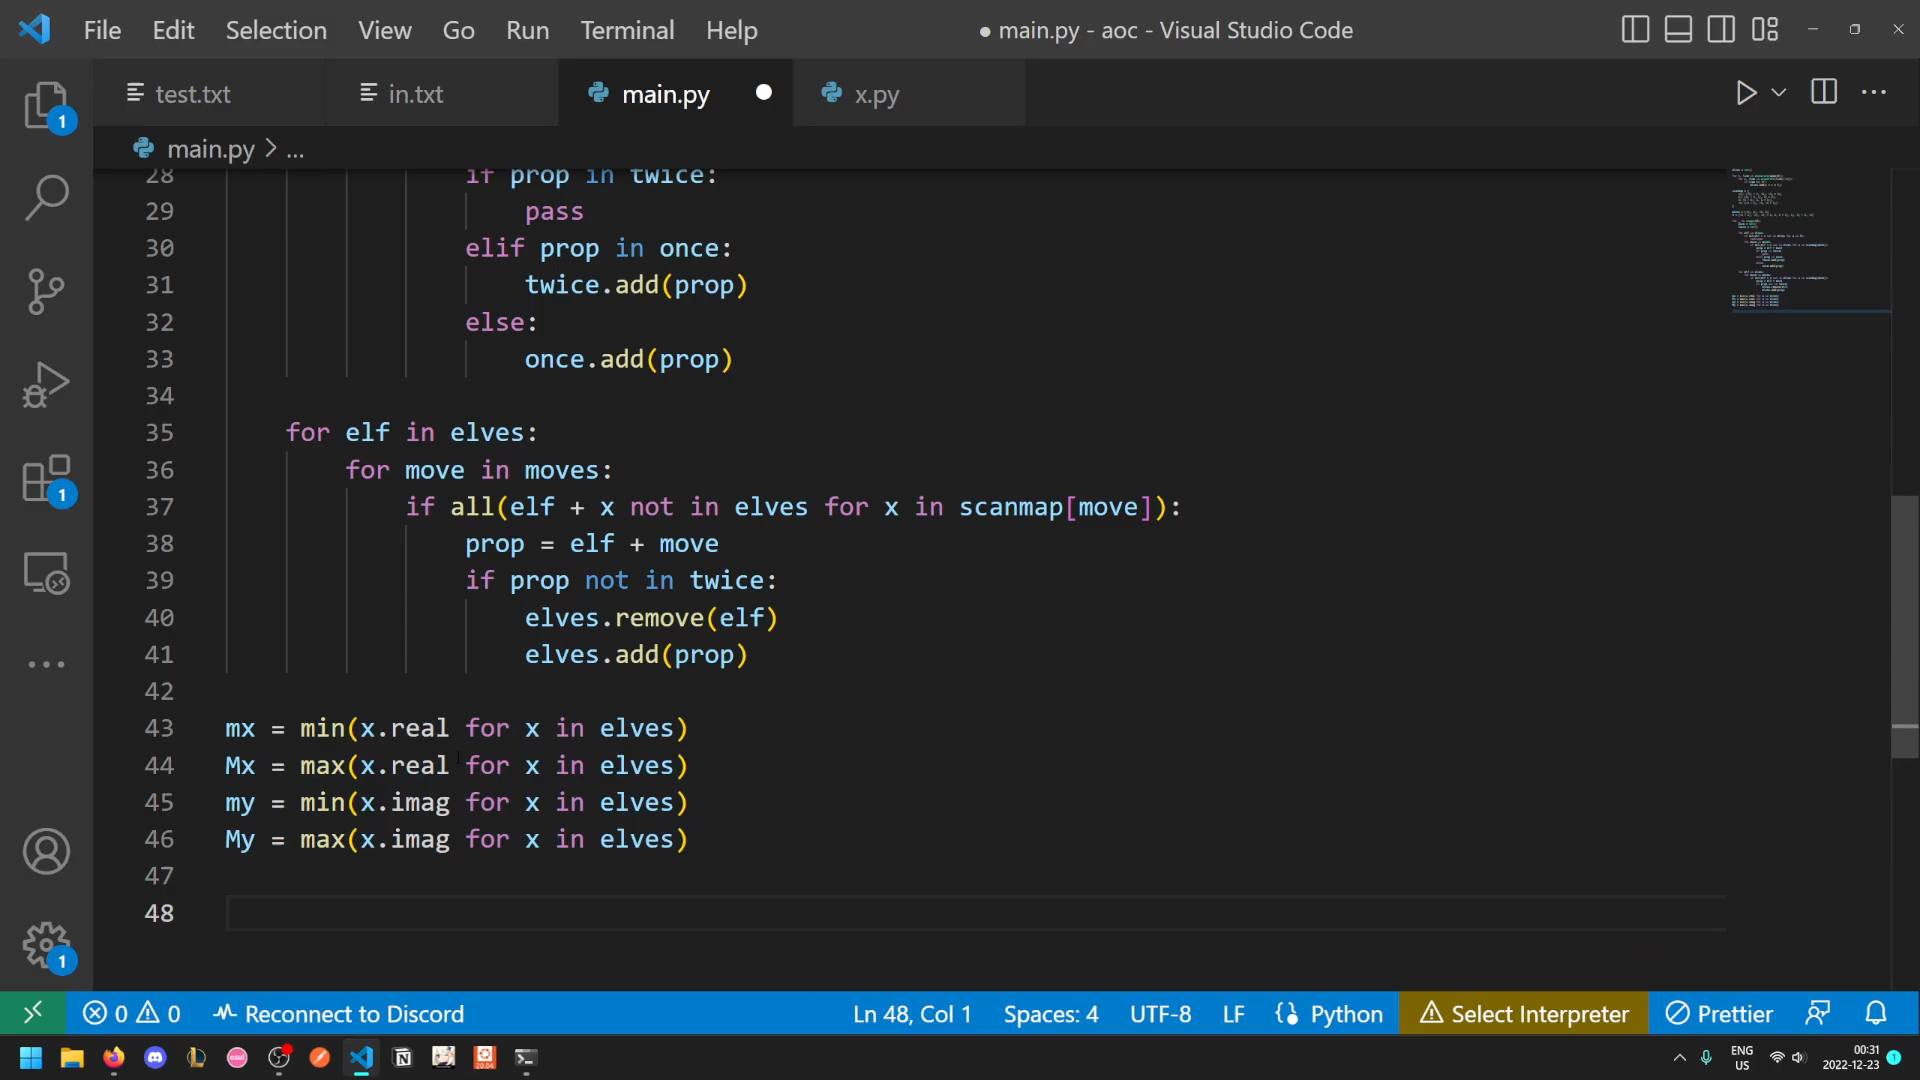 File Edit Selection View Go Run Terminal Help
● main.py - aoc - Visual Studio Code
test.txt
in.txt
main.py
x.py
1
main.py > ...
28 if prop in twice:
29 pass
30 elif prop in once:
31 twice.add(prop)
32 else:
33 once.add(prop)
34
35 for elf in elves:
36 for move in moves:
37 if all(elf + x not in elves for x in scanmap[move]):
38 prop = elf + move
39 if prop not in twice:
40 elves.remove(elf)
41 elves.add(prop)
42
43 mx = min(x.real for x in elves)
44 Mx = max(x.real for x in elves)
45 my = min(x.imag for x in elves)
46 My = max(x.imag for x in elves)
47
48
1
1
0 0 Reconnect to Discord Ln 48, Col 1 Spaces: 4 UTF-8 LF Python Select Interpreter Prettier
osu!
20.04
ENG
US
00:31
2022-12-23
1